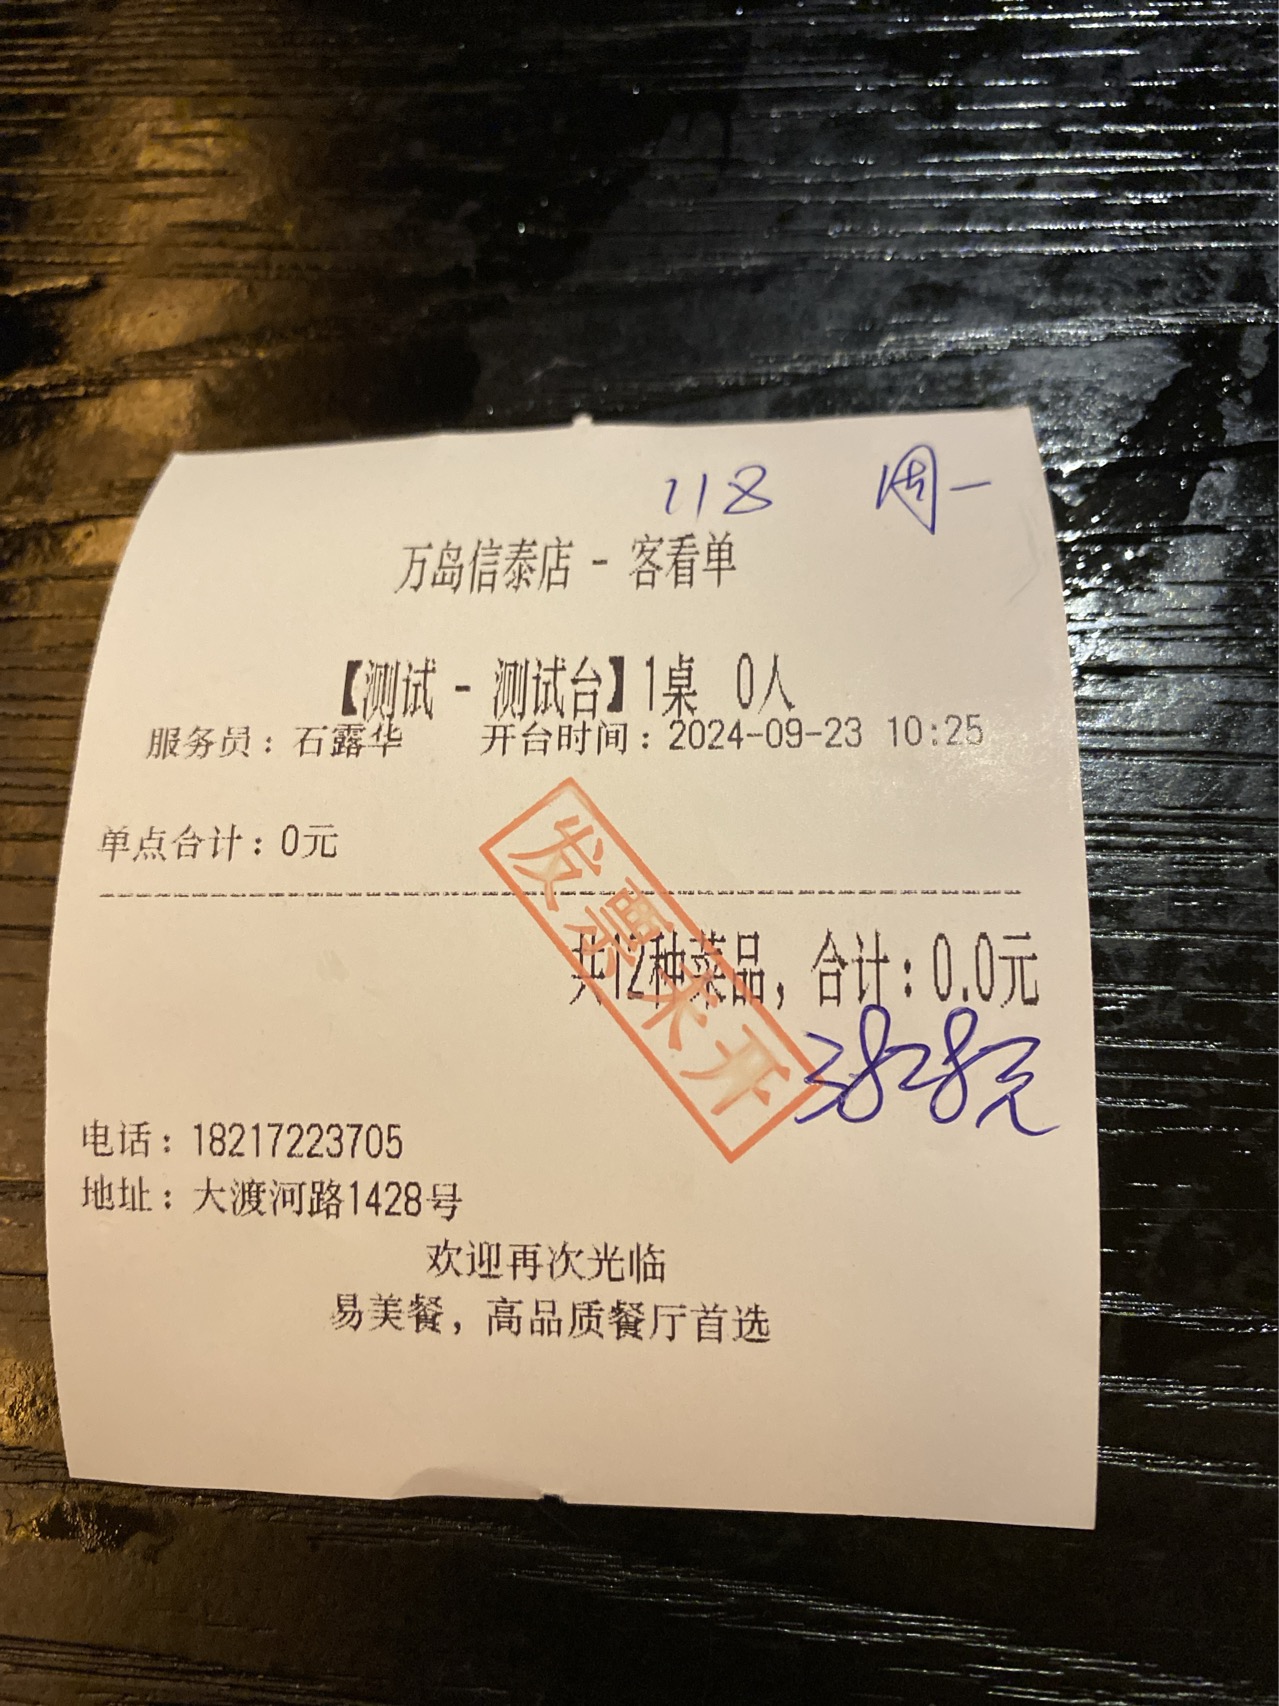 118 周一
万岛信泰店 - 客看单
【测试 - 测试台】1桌 0人
服务员：石露华 开台时间：2024-09-23 10:25
单点合计：0元
发票未开
共12种菜品，合计：0.0元
电话：18217223705
地址：大渡河路1428号
欢迎再次光临
易美餐，高品质餐厅首选